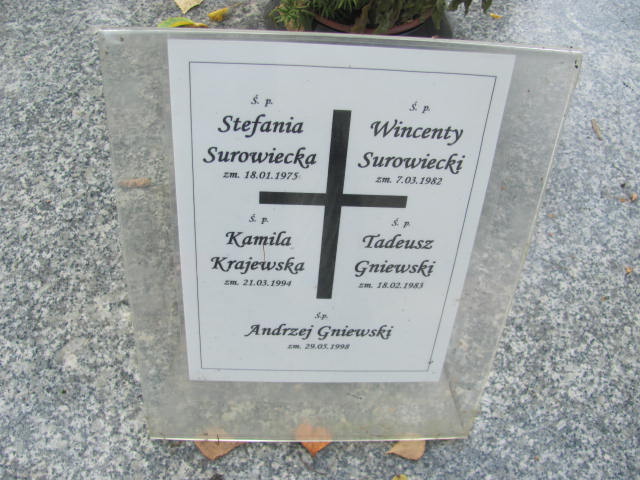 Ś. p.
Stefania
Surowiecka
zm. 18.01.1975
Ś. p.
Wincenty
Surowiecki
zm. 7.03.1982
Ś. p.
Kamila
Krajewska
zm. 21.03.1994
Ś. p.
Tadeusz
Gniewski
zm. 18.02.1983
Ś.p.
Andrzej Gniewski
zm. 29.05.1998